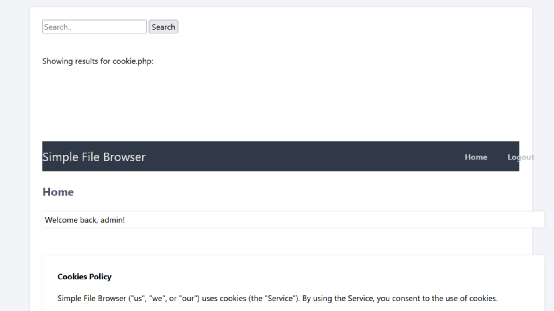 Search..
Search
Showing results for cookie.php:
Simple File Browser
Home
Logout
Home
Welcome back, admin!
Cookies Policy
Simple File Browser ("us", "we", or "our") uses cookies (the "Service"). By using the Service, you consent to the use of cookies.